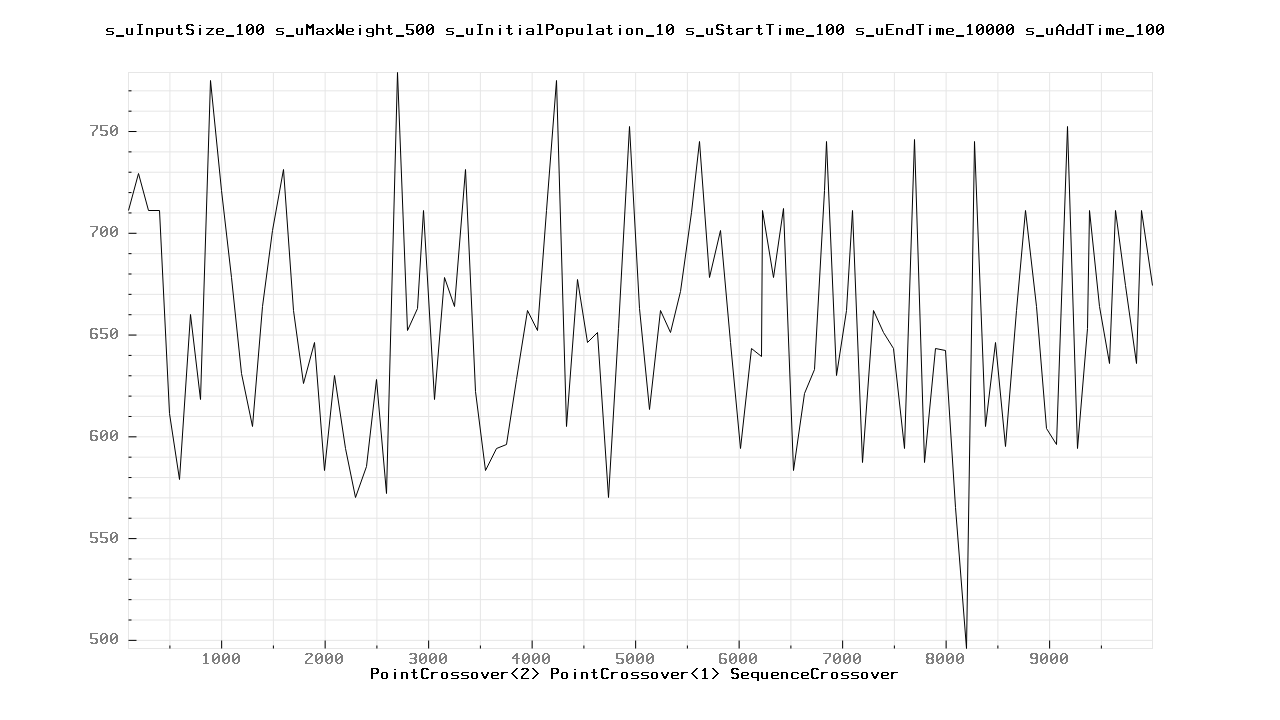 s_uInputSize_100 s_uMaxWeight_500 s_uInitialPopulation_10 s_uStartTime_100 s_uEndTime_10000 s_uAddTime_100
750
700
650
600
550
500
1000 2000 3000 4000 5000 6000 7000 8000 9000
PointCrossover<2> PointCrossover<1> SequenceCrossover